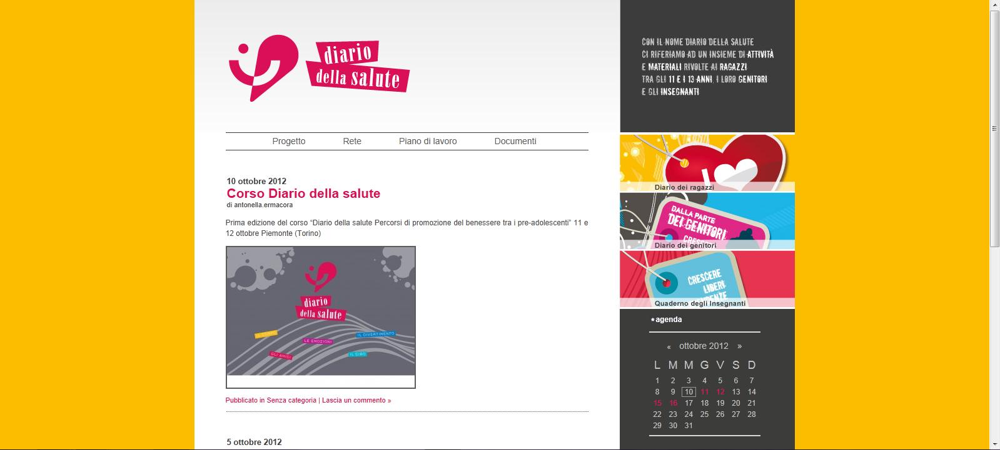 diario
della salute
CON IL NOME DIARIO DELLA SALUTE
CI RIFERIAMO AD UN INSIEME DI ATTIVITÀ
E MATERIALI RIVOLTE AI RAGAZZI
TRA GLI 11 E I 13 ANNI, I LORO GENITORI
E GLI INSEGNANTI
Progetto Rete Piano di lavoro Documenti
10 ottobre 2012
Corso Diario della salute
di antonella.ermacora
Prima edizione del corso “Diario della salute Percorsi di promozione del benessere tra i pre-adolescenti” 11 e
12 ottobre Piemonte (Torino)
diario
della salute
IL CORPO
LE EMOZIONI
IL DIVERTIMENTO
GLI AMICI
IL CIBO
Pubblicato in Senza categoria | Lascia un commento »
5 ottobre 2012
I
Diario dei ragazzi
DALLA PARTE
DEI GENITORI
Diario dei genitori
CRESCERE
LIBERI
Quaderno degli Insegnanti
* agenda
« ottobre 2012 »
L M M G V S D
1 2 3 4 5 6 7
8 9 10 11 12 13 14
15 16 17 18 19 20 21
22 23 24 25 26 27 28
29 30 31